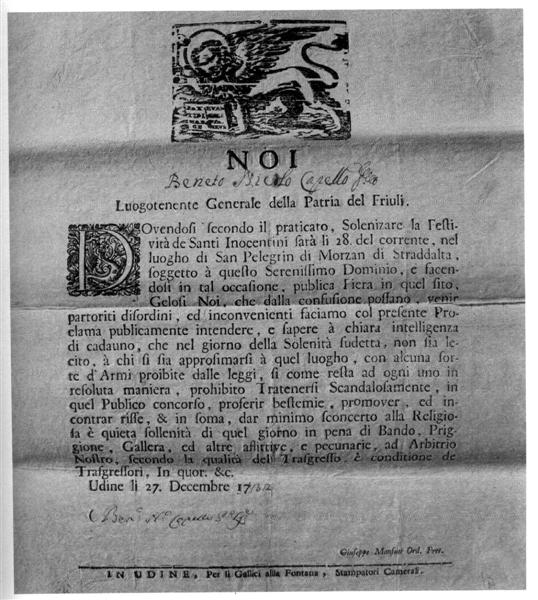 NOI
Beneto Capello
Luogotenente Generale della Patria del Friuli.
DOvendosi secondo il praticato, Solenizare la Festi-
vità de Santi Inocentini sarà li 28. del corrente, nel
luogho di San Pelegrin di Morzan di Straddalta,
soggetto à questo Serenissimo Dominio, e facen-
dosi in tal occasione, publica Fiera in quel sito,
Gelosi Noi, che dalla confusione possano, venir
partoriti disordini, ed inconvenienti faciamo col presente Pro-
clama publicamente intendere, e sapere à chiara intelligenza
di cadauno, che nel giorno della Solenità sudetta, non sia le-
cito, à chi si sia approsimarsi à quel luogho, con alcuna sor-
te d'Armi proibite dalle leggi, si come resta ad ogni uno in
resoluta maniera, prohibito Tratenersi Scandalosamente, in
quel Publico concorso, proferir bestemie, promover, ed in-
contrar risse, & in soma, dar minimo sconcerto alla Religio-
sa è quieta sollenità di quel giorno in pena di Bando, Prig-
gione, Gallera, ed altre afflittive, e pecunarie, ad Arbitrio
Nostro, secondo la qualità del Trasgresso, è conditione de
Trasgressori, In quor. &c.
Udine li 27. Decembre
Giuseppe Ord. Fece.
IN UDINE, Per li Gallici alla Fontana, Stampatori Camerali.